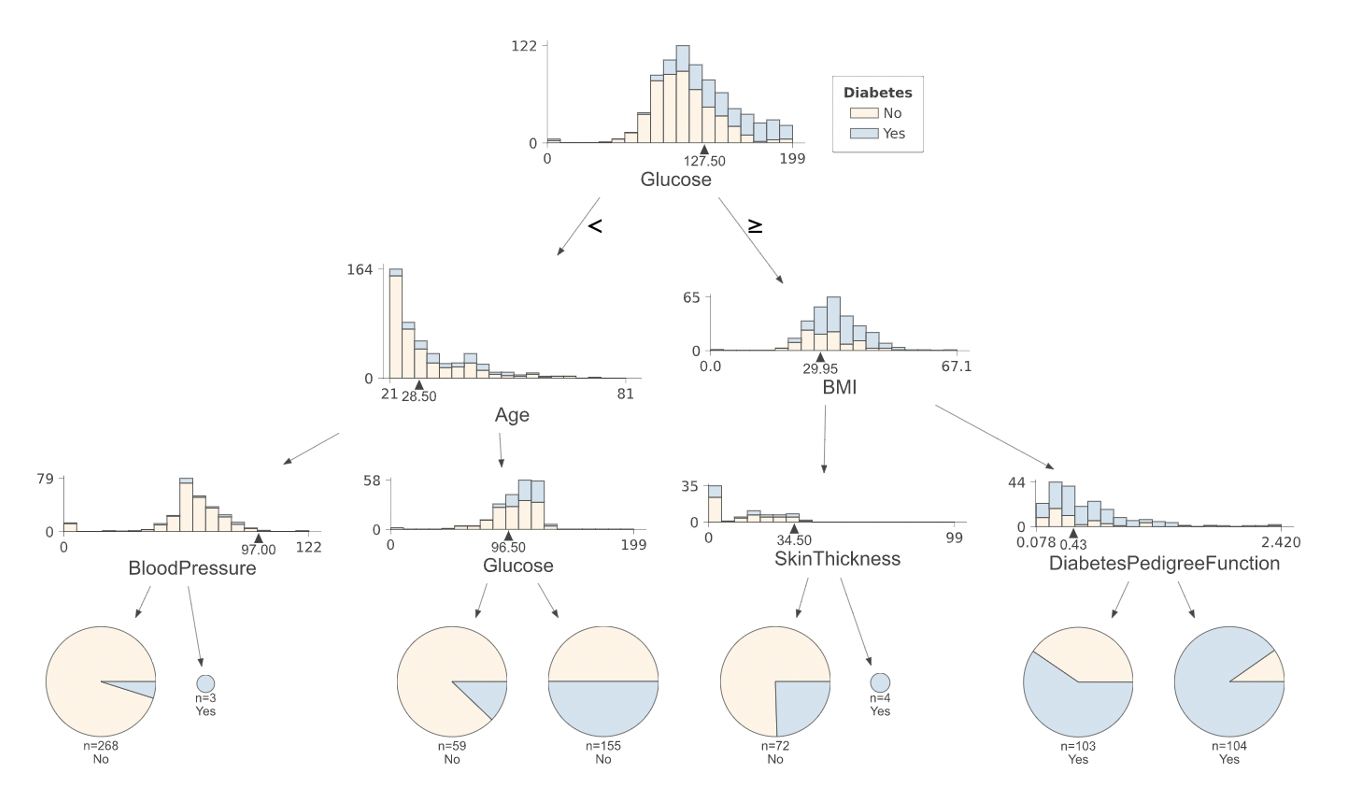 122
0
0
127.50
199
Glucose
Diabetes
No
Yes
<
≥
164
0
21
28.50
81
Age
65
0
0.0
29.95
67.1
BMI
79
0
0
97.00
122
BloodPressure
58
0
0
96.50
199
Glucose
35
0
0
34.50
99
SkinThickness
44
0
0.078
0.43
2.420
DiabetesPedigreeFunction
n=268
No
n=3
Yes
n=59
No
n=155
No
n=72
No
n=4
Yes
n=103
Yes
n=104
Yes